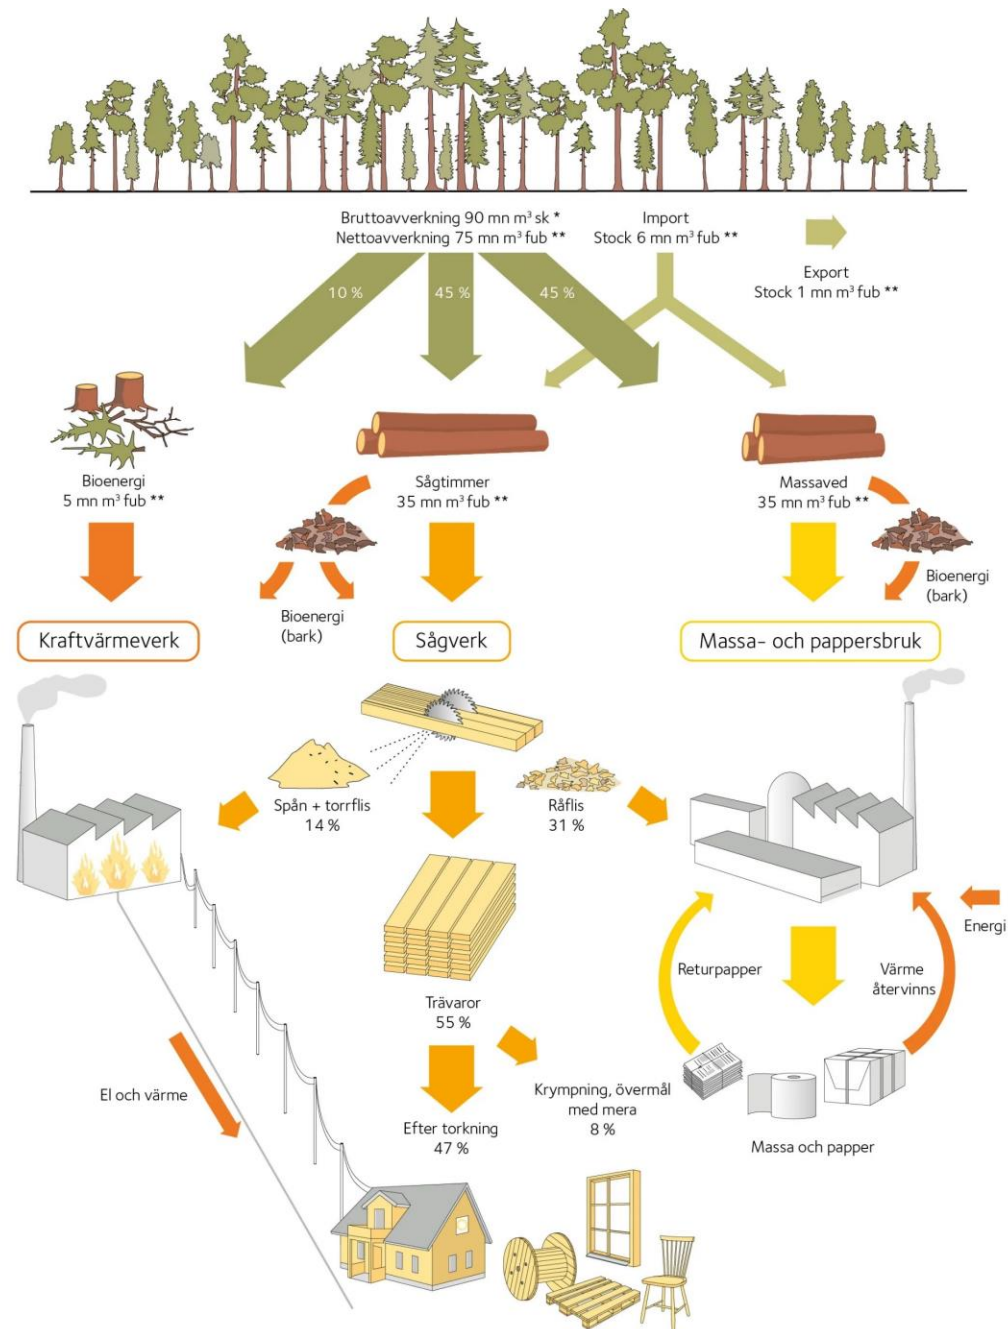 Bruttoavverkning 90 mn m³ sk *
Nettoavverkning 75 mn m³ fub **
Import
Stock 6 mn m³ fub **
Export
Stock 1 mn m³ fub **
10 %
45 %
45 %
Bioenergi
5 mn m³ fub **
Sågtimmer
35 mn m³ fub **
Massaved
35 mn m³ fub **
Bioenergi
(bark)
Bioenergi
(bark)
Kraftvärmeverk
Sågverk
Massa- och pappersbruk
Spån + torrflis
14 %
Råflis
31 %
Trävaror
55 %
Energi
Returpapper
Värme
återvinns
El och värme
Efter torkning
47 %
Krympning, övermål
med mera
8 %
Massa och papper